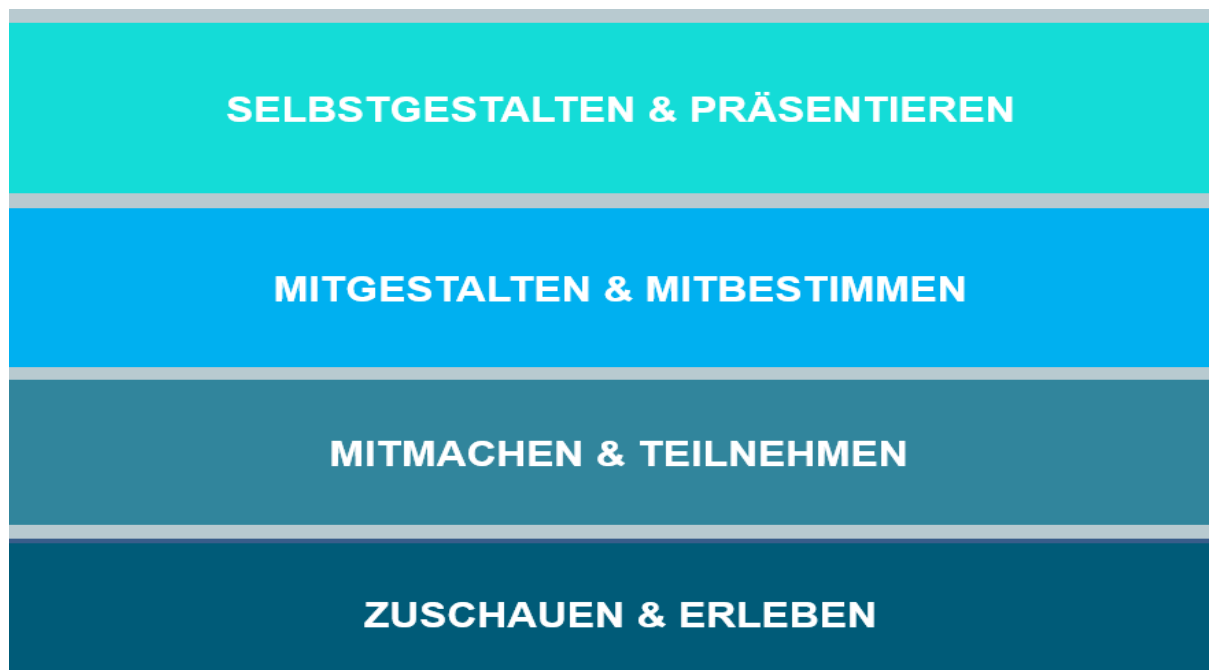 SELBSTGESTALTEN & PRÄSENTIEREN
MITGESTALTEN & MITBESTIMMEN
MITMACHEN & TEILNEHMEN
ZUSCHAUEN & ERLEBEN